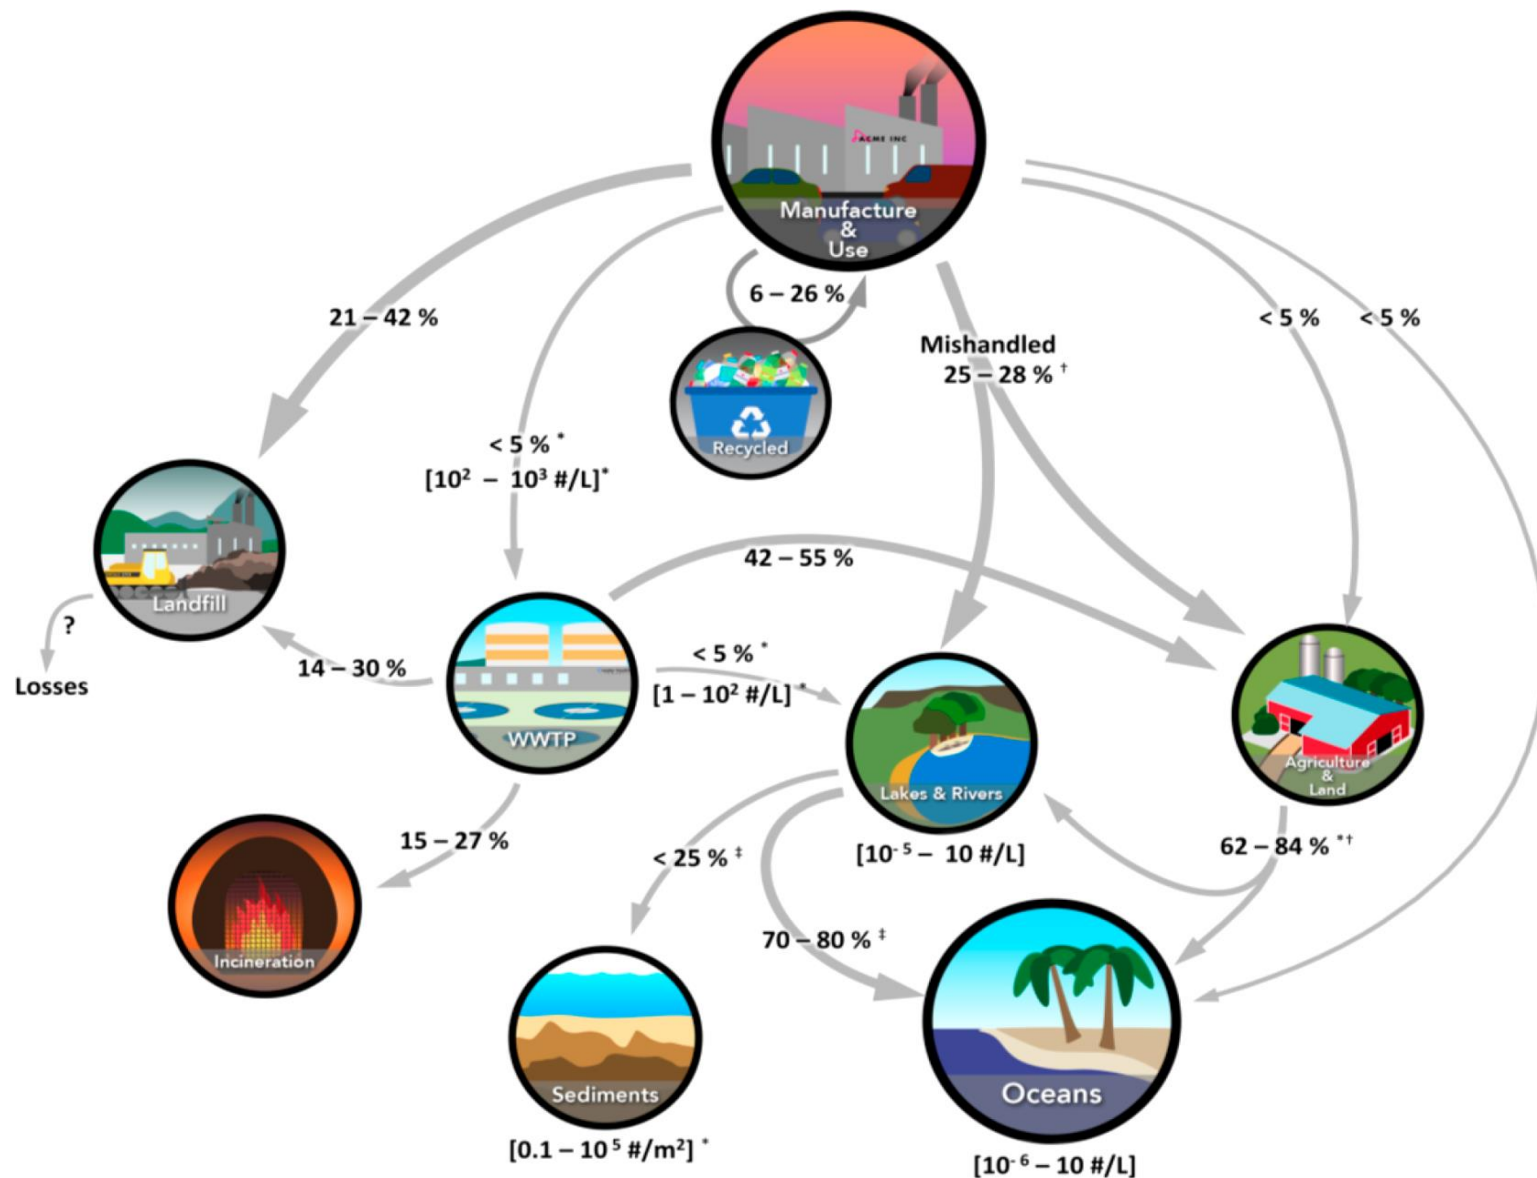 ACME INC
Manufacture
&
Use
6 – 26 %
21 – 42 %
< 5 %
< 5 %
Mishandled
25 – 28 % †
Recycled
< 5 % *
[10² – 10³ #/L]*
42 – 55 %
Landfill
?
Losses
14 – 30 %
WWTP
< 5 % *
[1 – 10² #/L] *
Lakes & Rivers
[10⁻⁵ – 10 #/L]
Agriculture
&
Land
62 – 84 % *†
15 – 27 %
Incineration
< 25 % ‡
70 – 80 % ‡
Sediments
[0.1 – 10⁵ #/m²] *
Oceans
[10⁻⁶ – 10 #/L]